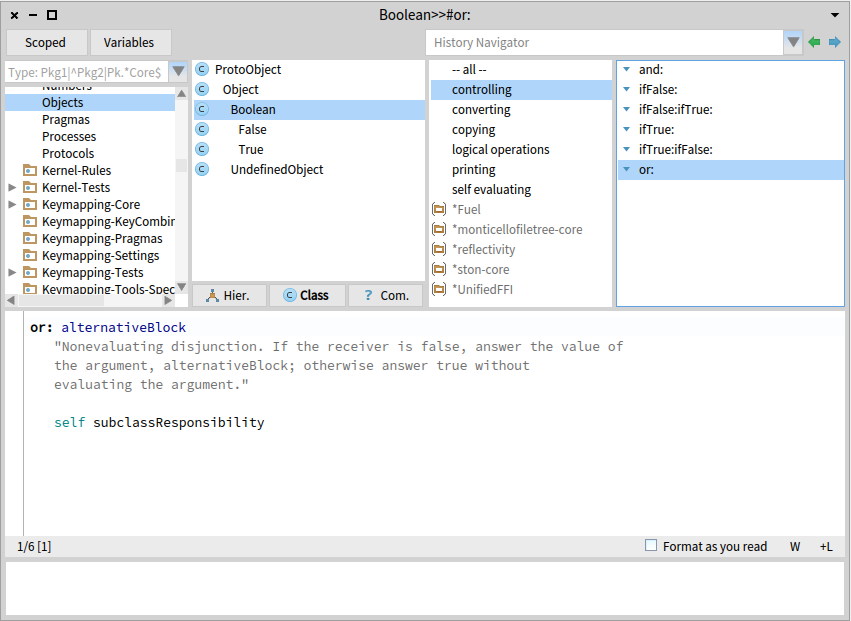 Boolean>>#or:
Scoped
Variables
History Navigator
Type: Pkg1|^Pkg2|Pk.*Core$
Numbers
Objects
Pragmas
Processes
Protocols
Kernel-Rules
Kernel-Tests
Keymapping-Core
Keymapping-KeyCombin
Keymapping-Pragmas
Keymapping-Settings
Keymapping-Tests
Keymapping-Tools-Spec
ProtoObject
Object
Boolean
False
True
UndefinedObject
Hier.
Class
? Com.
-- all --
controlling
converting
copying
logical operations
printing
self evaluating
*Fuel
*monticellofiletree-core
*reflectivity
*ston-core
*UnifiedFFI
and:
ifFalse:
ifFalse:ifTrue:
ifTrue:
ifTrue:ifFalse:
or:
or: alternativeBlock
"Nonevaluating disjunction. If the receiver is false, answer the value of
the argument, alternativeBlock; otherwise answer true without
evaluating the argument."
self subclassResponsibility
1/6 [1]
Format as you read
W
+L